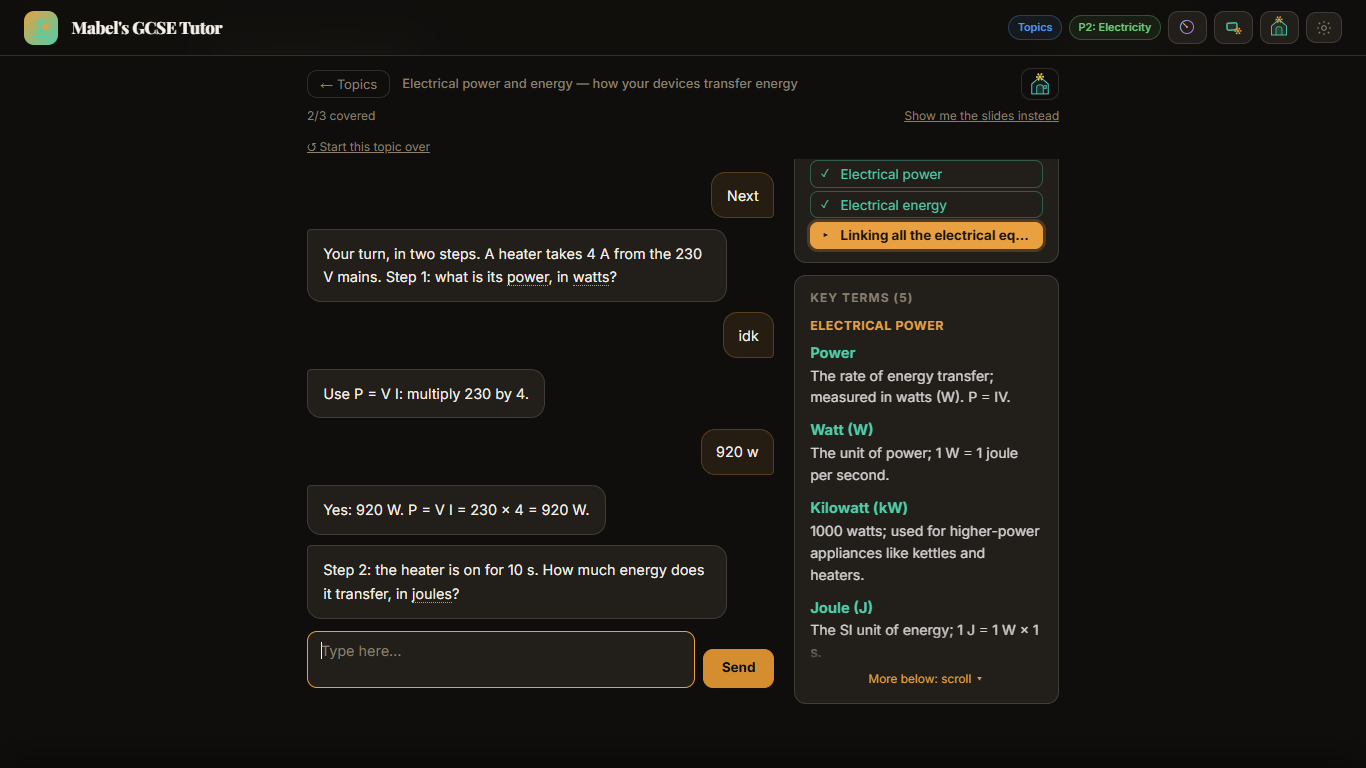 Mabel's GCSE Tutor
Topics
P2: Electricity
← Topics
Electrical power and energy — how your devices transfer energy
2/3 covered
Show me the slides instead
↺ Start this topic over
Next
Your turn, in two steps. A heater takes 4 A from the 230
V mains. Step 1: what is its power, in watts?
idk
Use P = V I: multiply 230 by 4.
920 w
Yes: 920 W. P = V I = 230 × 4 = 920 W.
Step 2: the heater is on for 10 s. How much energy does
it transfer, in joules?
Type here...
Send
✓ Electrical power
✓ Electrical energy
▸ Linking all the electrical eq...
KEY TERMS (5)
ELECTRICAL POWER
Power
The rate of energy transfer;
measured in watts (W). P = IV.
Watt (W)
The unit of power; 1 W = 1 joule
per second.
Kilowatt (kW)
1000 watts; used for higher-power
appliances like kettles and
heaters.
Joule (J)
The SI unit of energy; 1 J = 1 W × 1
s.
More below: scroll ▾